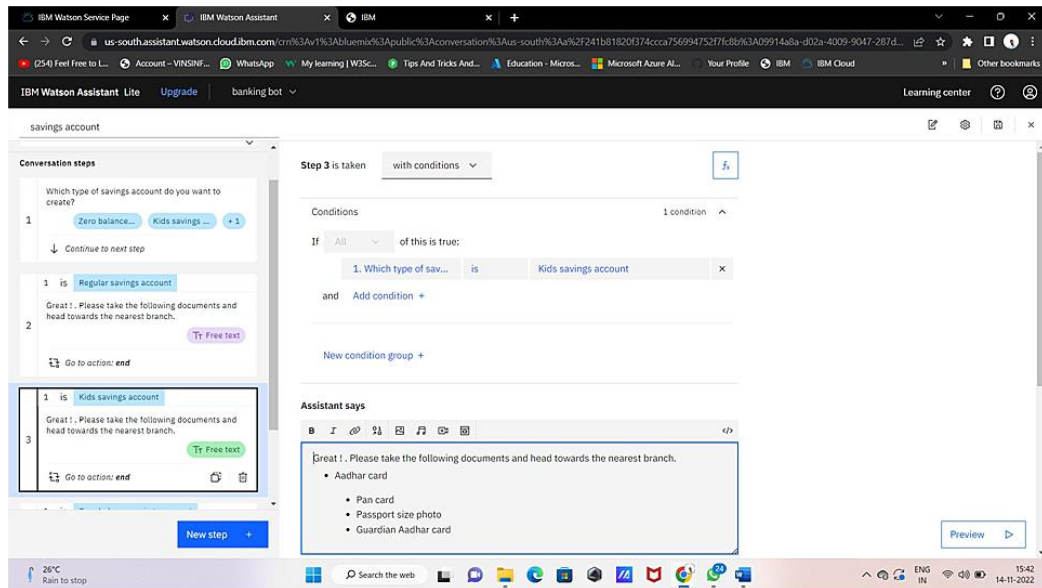 IBM Watson Service Page
IBM Watson Assistant
IBM
us-south.assistant.watson.cloud.ibm.com/crn%3Av1%3Abluemix%3Apublic%3Aconversation%3Aus-south%3Aa%2F241b81820f374ccca756994752f7fc8b%3A09914a8a-d02a-4009-9047-287d...
(254) Feel Free to L... Account – VINSINF... WhatsApp My learning | W3Sc... Tips And Tricks And... Education - Micros... Microsoft Azure AI... Your Profile IBM IBM Cloud » Other bookmarks
IBM Watson Assistant Lite Upgrade banking bot Learning center
savings account
Conversation steps
1
Which type of savings account do you want to
create?
Zero balance... Kids savings ... + 1
Continue to next step
2
1 is Regular savings account
Great ! . Please take the following documents and
head towards the nearest branch.
Free text
Go to action: end
3
1 is Kids savings account
Great ! . Please take the following documents and
head towards the nearest branch.
Free text
Go to action: end
New step +
Step 3 is taken with conditions
fx
Conditions 1 condition
If All of this is true:
1. Which type of sav... is Kids savings account
and Add condition +
New condition group +
Assistant says
B I </>
Great ! . Please take the following documents and head towards the nearest branch.
• Aadhar card
• Pan card
• Passport size photo
• Guardian Aadhar card
Preview
26°C
Rain to stop
Search the web
ENG
IN
15:42
14-11-2022